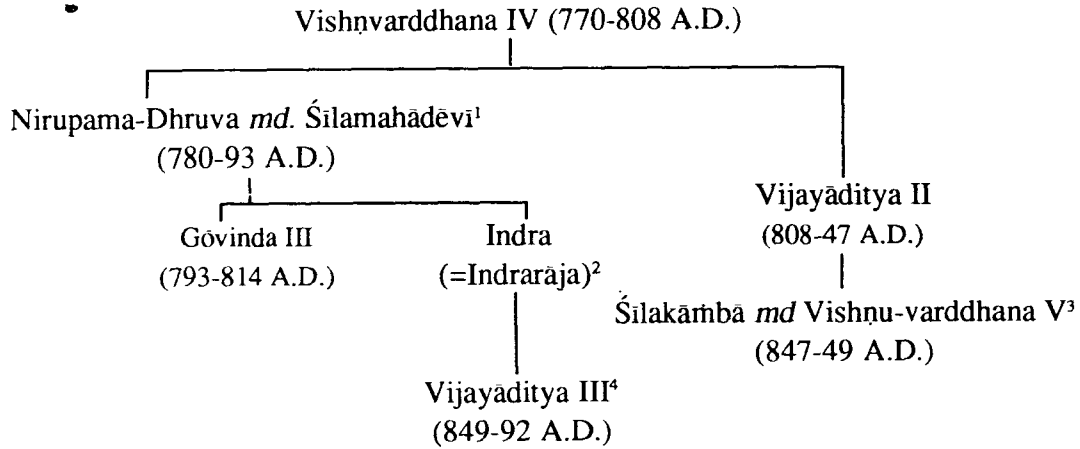 Vishṇvarddhana IV (770-808 A.D.)
Nirupama-Dhruva md. Śīlamahādēvī¹
(780-93 A.D.)
Vijayāditya II
(808-47 A.D.)
Gōvinda III
(793-814 A.D.)
Indra
(=Indrarāja)²
Śīlakāṁbā md Vishṇu-varddhana V³
(847-49 A.D.)
Vijayāditya III⁴
(849-92 A.D.)